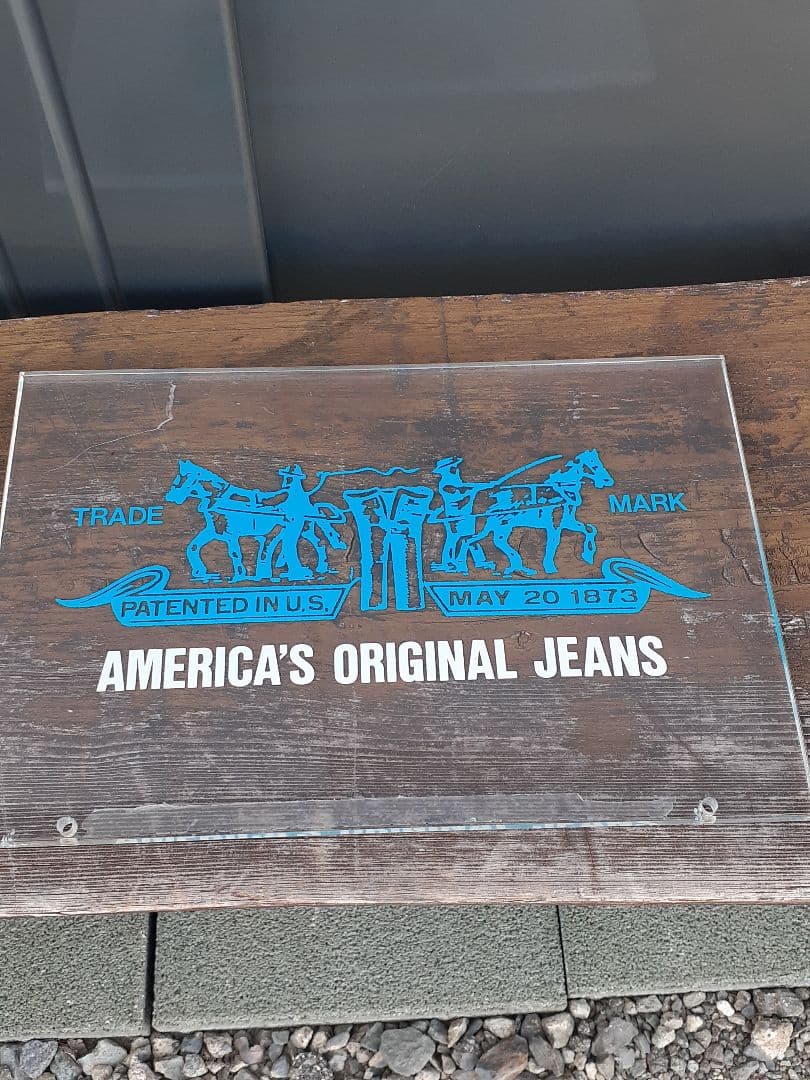 TRADE MARK
PATENTED IN U.S. MAY 20 1873
AMERICA'S ORIGINAL JEANS